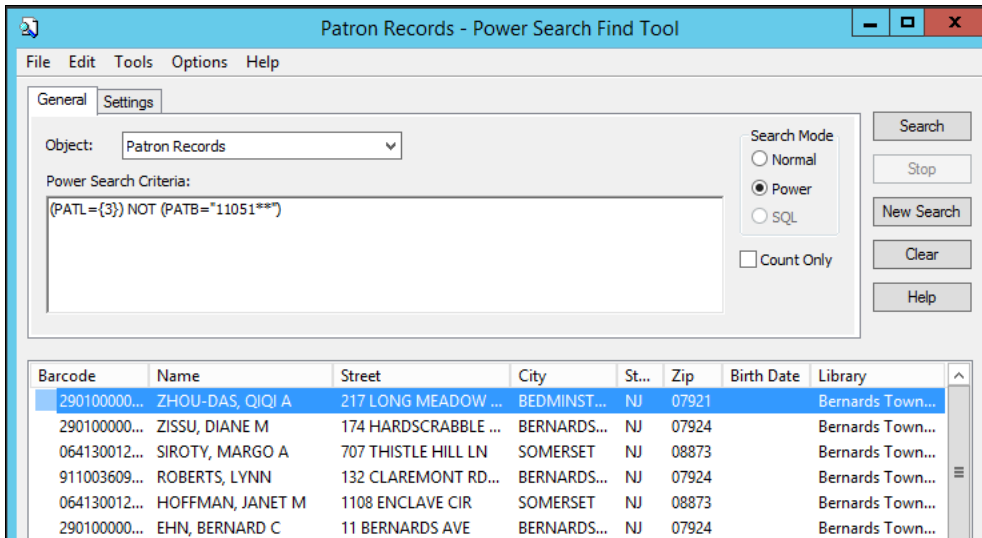 Patron Records - Power Search Find Tool
File Edit Tools Options Help
General Settings
Object: Patron Records
Search Mode
Normal
Power
SQL
Count Only
Power Search Criteria:
(PATL={3}) NOT (PATB="11051**")
Search
Stop
New Search
Clear
Help
Barcode Name Street City St... Zip Birth Date Library
290100000... ZHOU-DAS, QIQI A 217 LONG MEADOW ... BEDMINST... NJ 07921 Bernards Town...
290100000... ZISSU, DIANE M 174 HARDSCRABBLE ... BERNARDS... NJ 07924 Bernards Town...
064130012... SIROTY, MARGO A 707 THISTLE HILL LN SOMERSET NJ 08873 Bernards Town...
911003609... ROBERTS, LYNN 132 CLAREMONT RD... BERNARDS... NJ 07924 Bernards Town...
064130012... HOFFMAN, JANET M 1108 ENCLAVE CIR SOMERSET NJ 08873 Bernards Town...
290100000... EHN, BERNARD C 11 BERNARDS AVE BERNARDS... NJ 07924 Bernards Town...